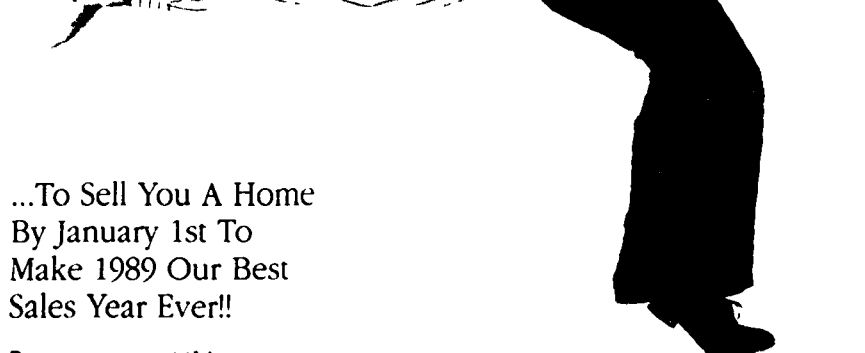 ...To Sell You A Home
By January 1st To
Make 1989 Our Best
Sales Year Ever!!